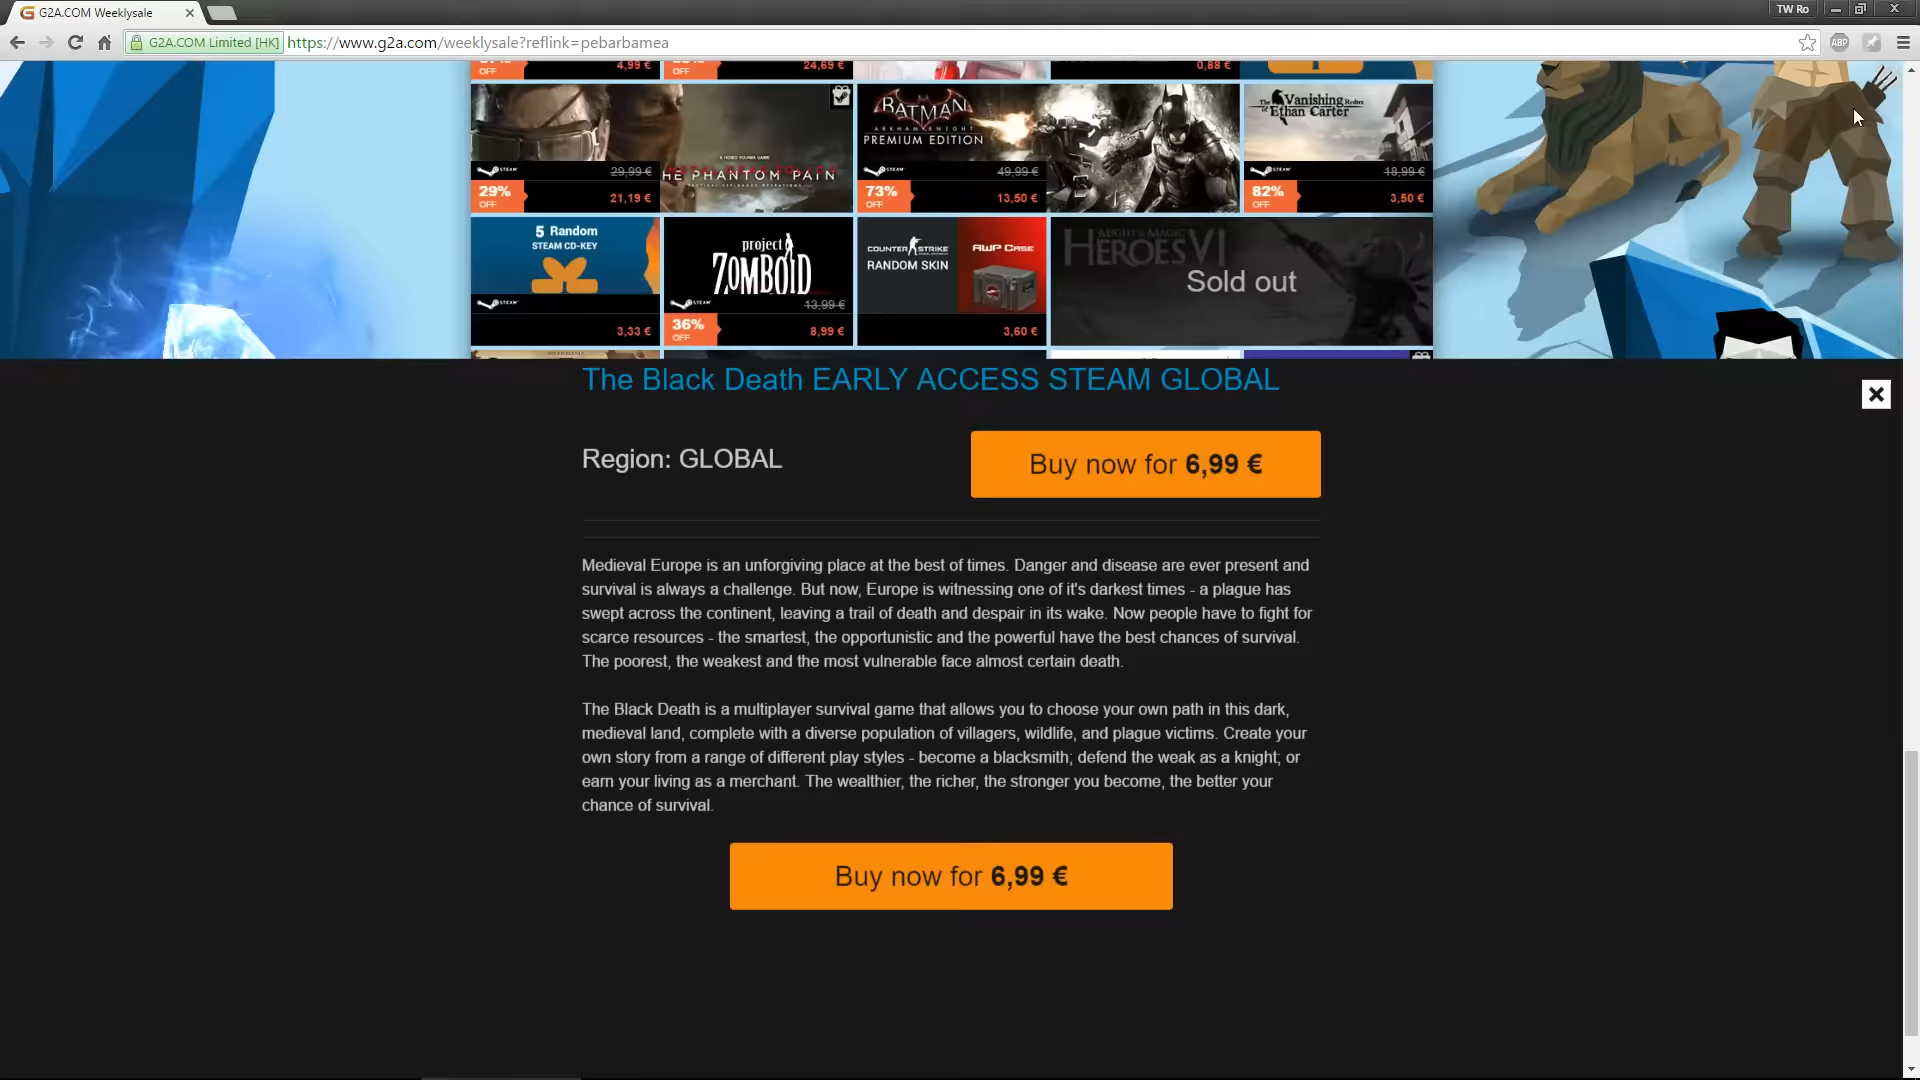 G2A.COM Weeklysale
TW Ro
G2A.COM Limited [HK]
https://www.g2a.com/weeklysale?reflink=pebarbamea
ABP
OFF
4,99 €
OFF
24,69 €
0,88 €
THE PHANTOM PAIN
STEAM
29,99 €
29%
OFF
21,19 €
BATMAN
ARKHAM KNIGHT
PREMIUM EDITION
STEAM
49,99 €
73%
OFF
13,50 €
The Vanishing
of Ethan Carter
STEAM
18,99 €
82%
OFF
3,50 €
5 Random
STEAM CD-KEY
STEAM
3,33 €
project
ZOMBOID
STEAM
13,99 €
36%
OFF
8,99 €
COUNTER STRIKE
RANDOM SKIN
AWP CASE
3,60 €
MIGHT & MAGIC
HEROES VI
Sold out
The Black Death EARLY ACCESS STEAM GLOBAL
Region: GLOBAL
Buy now for 6,99 €
Medieval Europe is an unforgiving place at the best of times. Danger and disease are ever present and
survival is always a challenge. But now, Europe is witnessing one of it's darkest times - a plague has
swept across the continent, leaving a trail of death and despair in its wake. Now people have to fight for
scarce resources - the smartest, the opportunistic and the powerful have the best chances of survival.
The poorest, the weakest and the most vulnerable face almost certain death.
The Black Death is a multiplayer survival game that allows you to choose your own path in this dark,
medieval land, complete with a diverse population of villagers, wildlife, and plague victims. Create your
own story from a range of different play styles - become a blacksmith; defend the weak as a knight; or
earn your living as a merchant. The wealthier, the richer, the stronger you become, the better your
chance of survival.
Buy now for 6,99 €